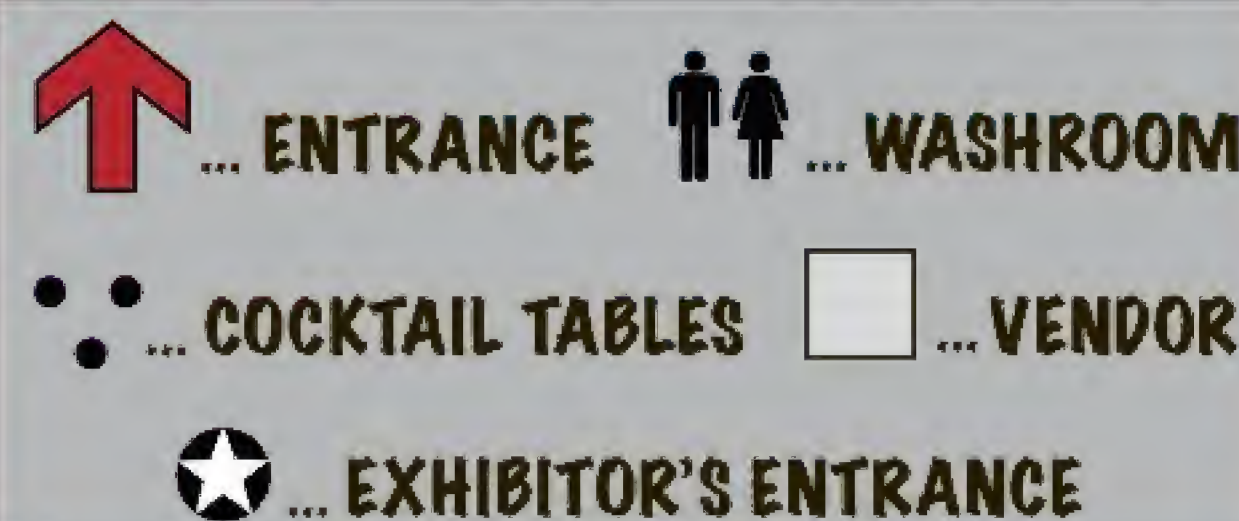 ... ENTRANCE ... WASHROOM
... COCKTAIL TABLES ... VENDOR
... EXHIBITOR'S ENTRANCE